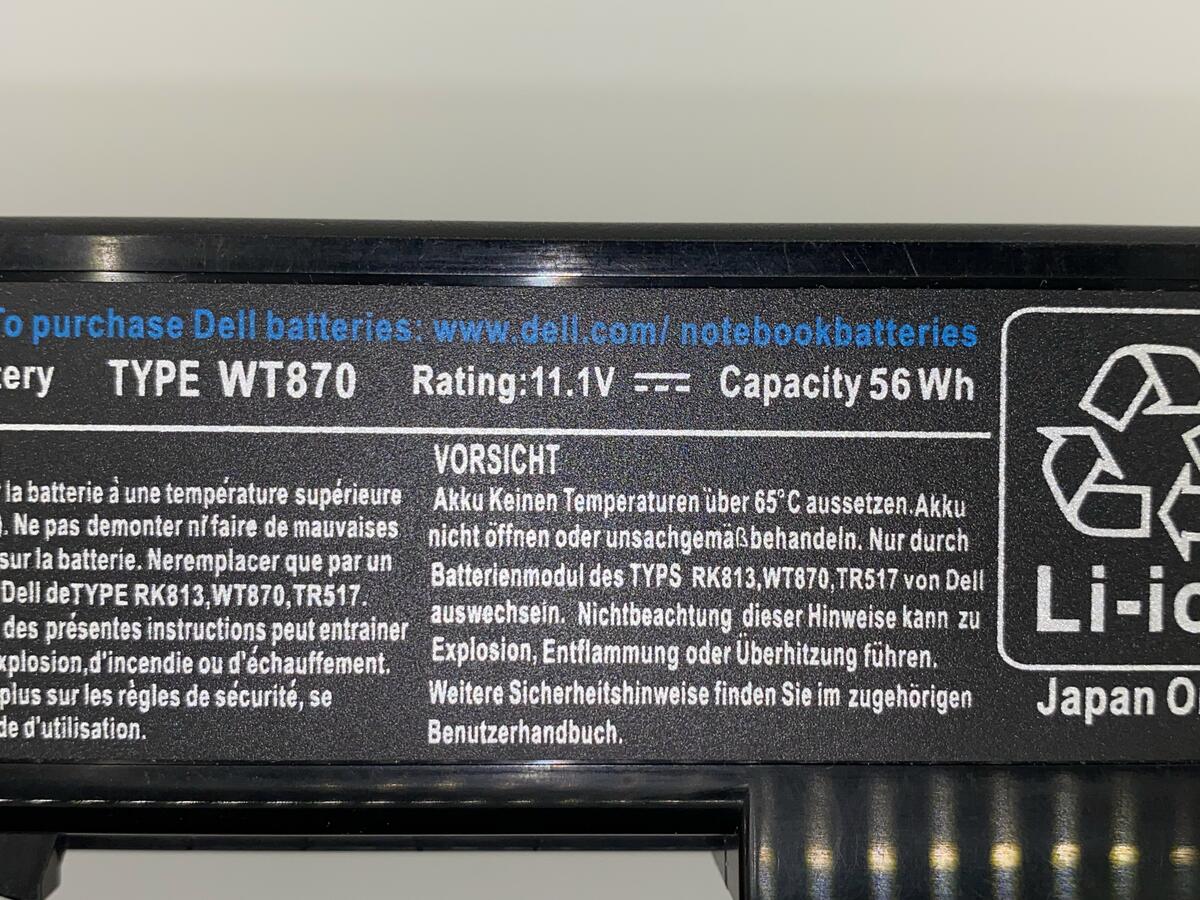 To purchase Dell batteries: www.dell.com/ notebookbatteries
tery TYPE WT870 Rating:11.1V ⎓ Capacity 56 Wh
la batterie à une température supérieure
). Ne pas demonter ni faire de mauvaises
sur la batterie. Neremplacer que par un
Dell deTYPE RK813,WT870,TR517.
des présentes instructions peut entrainer
xplosion,d'incendie ou d'échauffement.
plus sur les règles de sécurité, se
de d'utilisation.
VORSICHT
Akku Keinen Temperaturen über 65°C aussetzen.Akku
nicht öffnen oder unsachgemäßbehandeln. Nur durch
Batterienmodul des TYPS RK813,WT870,TR517 von Dell
auswechsein. Nichtbeachtung dieser Hinweise kann zu
Explosion, Entflammung oder Überhitzung führen.
Weitere Sicherheitshinweise finden Sie im zugehörigen
Benutzerhandbuch.
Li-io
Japan O